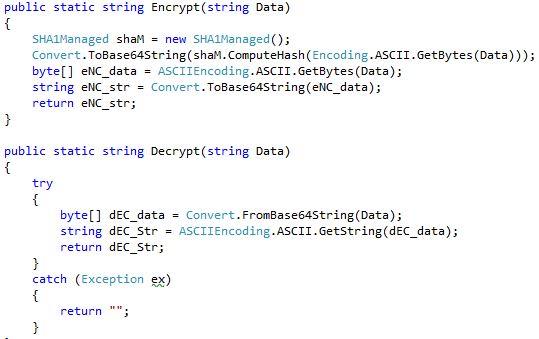 public static string Encrypt(string Data)
{
    SHA1Managed shaM = new SHA1Managed();
    Convert.ToBase64String(shaM.ComputeHash(Encoding.ASCII.GetBytes(Data)));
    byte[] eNC_data = ASCIIEncoding.ASCII.GetBytes(Data);
    string eNC_str = Convert.ToBase64String(eNC_data);
    return eNC_str;
}

public static string Decrypt(string Data)
{
    try
    {
        byte[] dEC_data = Convert.FromBase64String(Data);
        string dEC_Str = ASCIIEncoding.ASCII.GetString(dEC_data);
        return dEC_Str;
    }
    catch (Exception ex)
    {
        return "";
    }